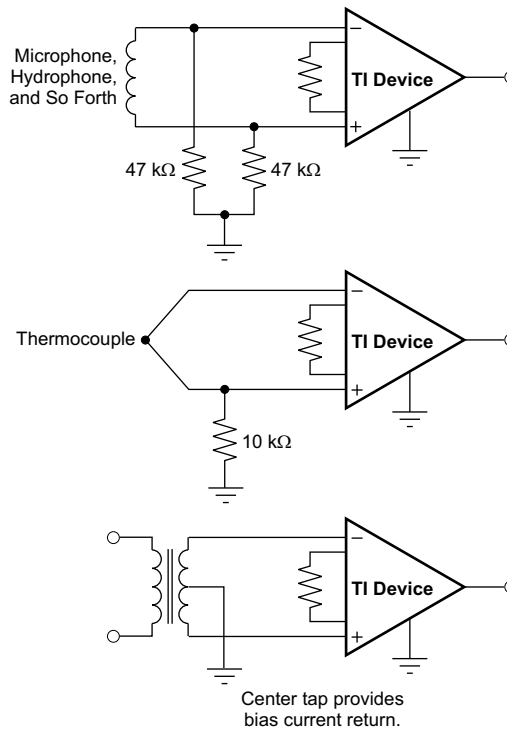 Microphone,
Hydrophone,
and So Forth
−
TI Device
+
47 kΩ
47 kΩ
−
Thermocouple
TI Device
+
10 kΩ
−
TI Device
+
Center tap provides
bias current return.